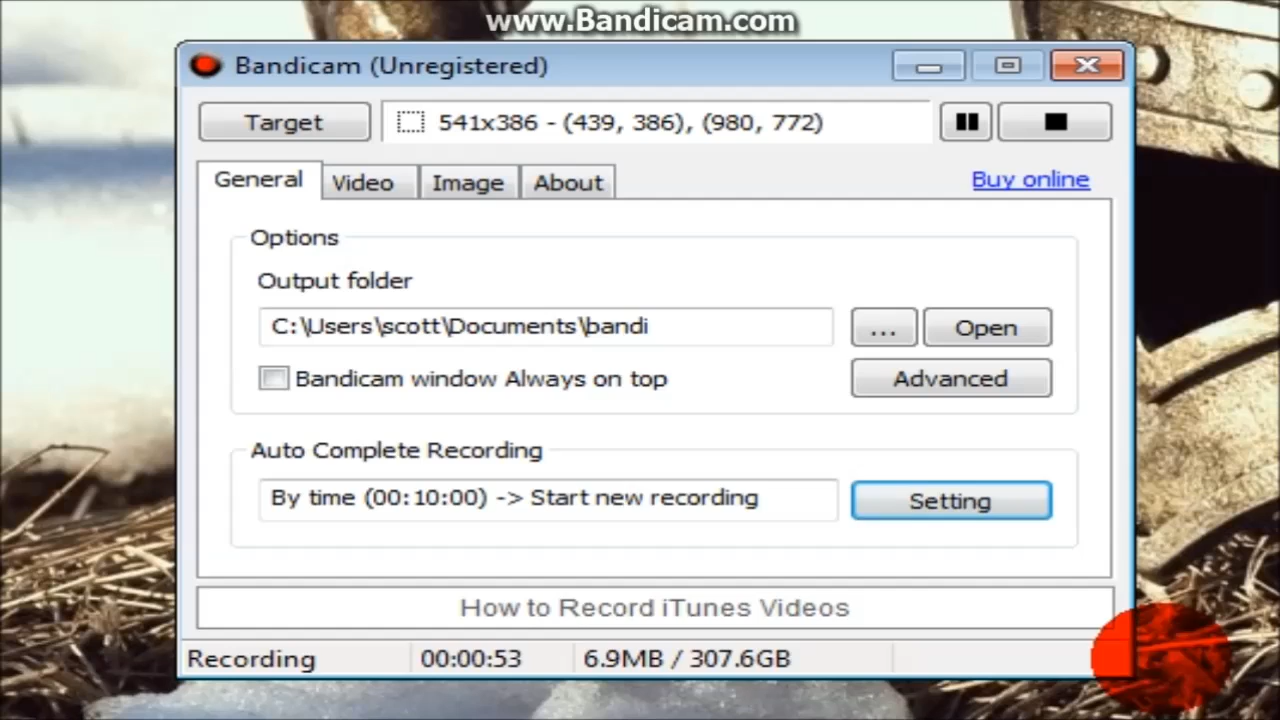 www.Bandicam.com
Bandicam (Unregistered)
Target
541x386 - (439, 386), (980, 772)
General
Video
Image
About
Buy online
Options
Output folder
C:\Users\scott\Documents\bandi
...
Open
Bandicam window Always on top
Advanced
Auto Complete Recording
By time (00:10:00) -> Start new recording
Setting
How to Record iTunes Videos
Recording
00:00:53
6.9MB / 307.6GB